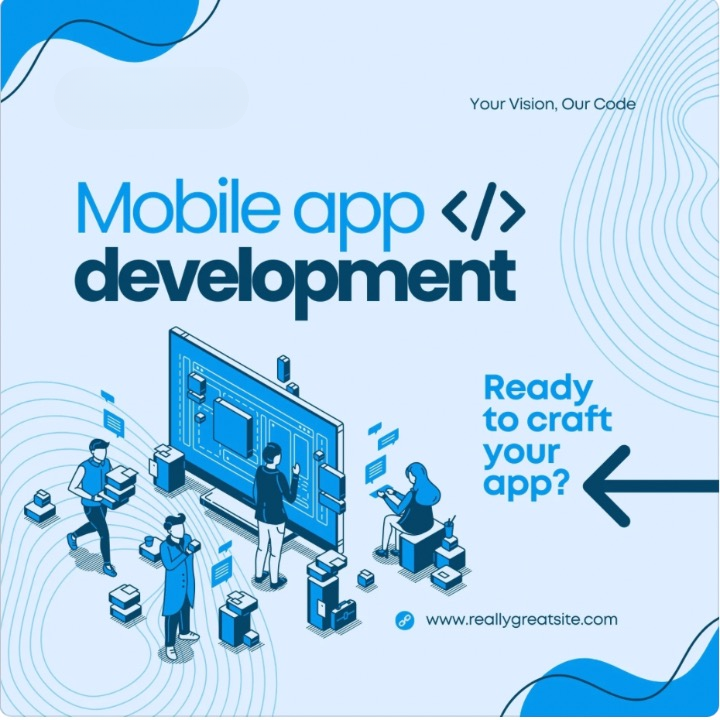 Your Vision, Our Code
Mobile app </>
development
Ready
to craft
your
app?
www.reallygreatsite.com